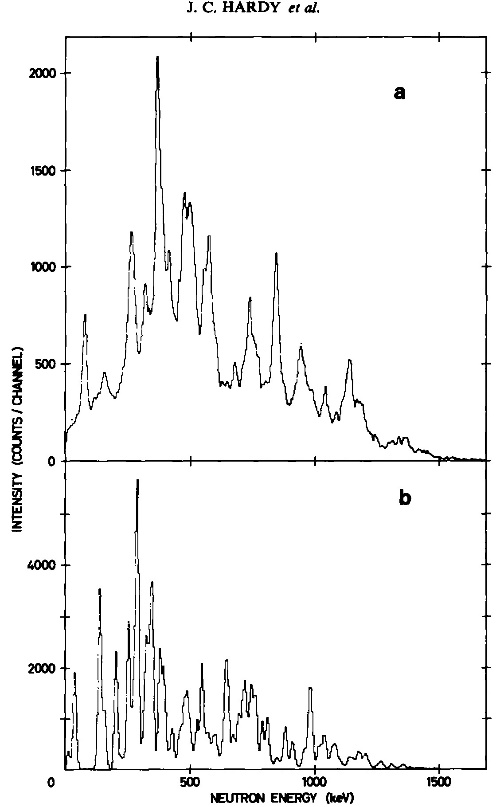 J. C. HARDY et al.
a
2000
1500
1000
500
0
INTENSITY (COUNTS / CHANNEL)
b
4000
2000
0
500
1000
1500
NEUTRON ENERGY (keV)